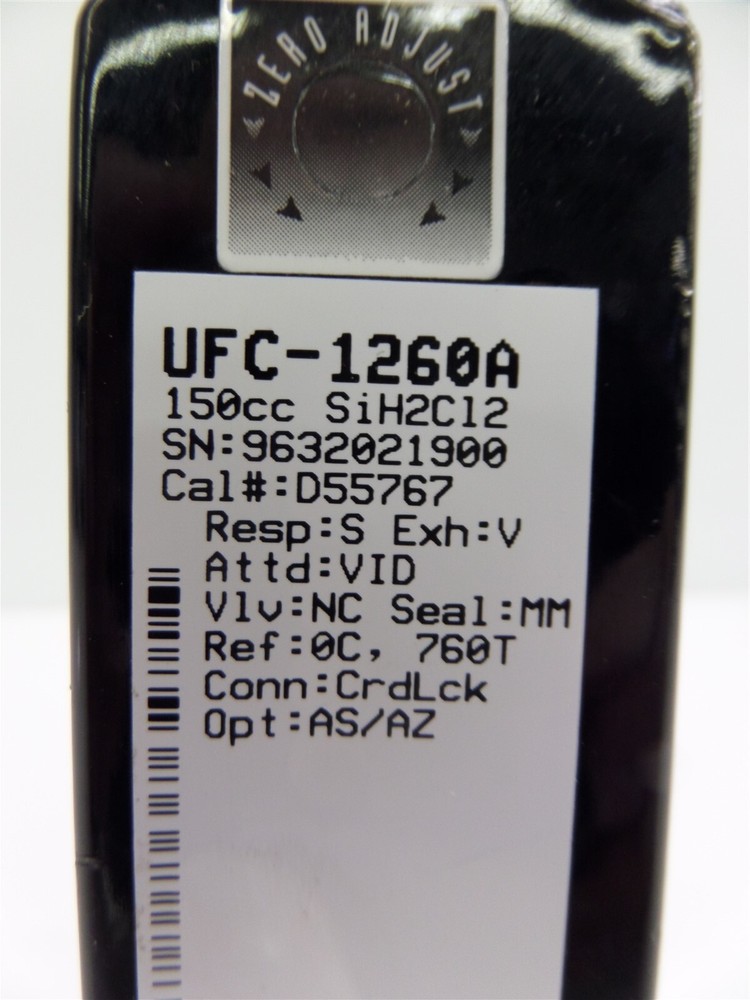 ZERO ADJUST
UFC-1260A
150cc SiH2Cl2
SN:9632021900
Cal#:D55767
Resp:S Exh:V
Attd:VID
Vlv:NC Seal:MM
Ref:0C, 760T
Conn:CrdLck
Opt:AS/AZ